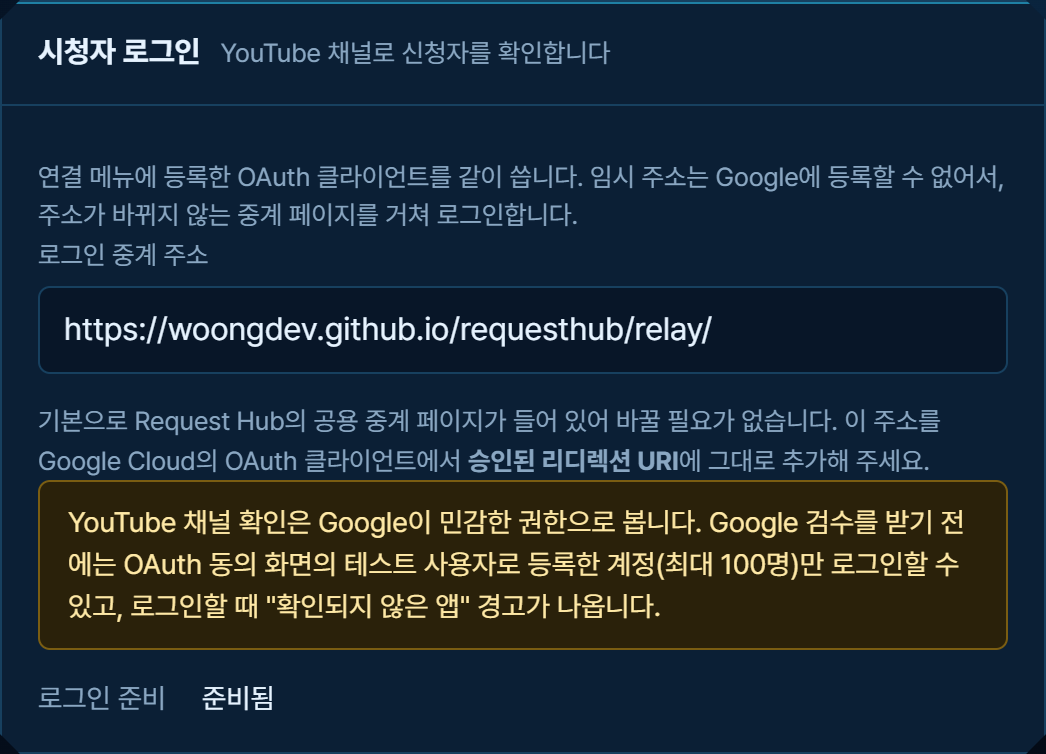 시청자 로그인 YouTube 채널로 신청자를 확인합니다
연결 메뉴에 등록한 OAuth 클라이언트를 같이 씁니다. 임시 주소는 Google에 등록할 수 없어서,
주소가 바뀌지 않는 중계 페이지를 거쳐 로그인합니다.
로그인 중계 주소
https://woongdev.github.io/requesthub/relay/
기본으로 Request Hub의 공용 중계 페이지가 들어 있어 바꿀 필요가 없습니다. 이 주소를
Google Cloud의 OAuth 클라이언트에서 승인된 리디렉션 URI에 그대로 추가해 주세요.
YouTube 채널 확인은 Google이 민감한 권한으로 봅니다. Google 검수를 받기 전
에는 OAuth 동의 화면의 테스트 사용자로 등록한 계정(최대 100명)만 로그인할 수
있고, 로그인할 때 "확인되지 않은 앱" 경고가 나옵니다.
로그인 준비 준비됨